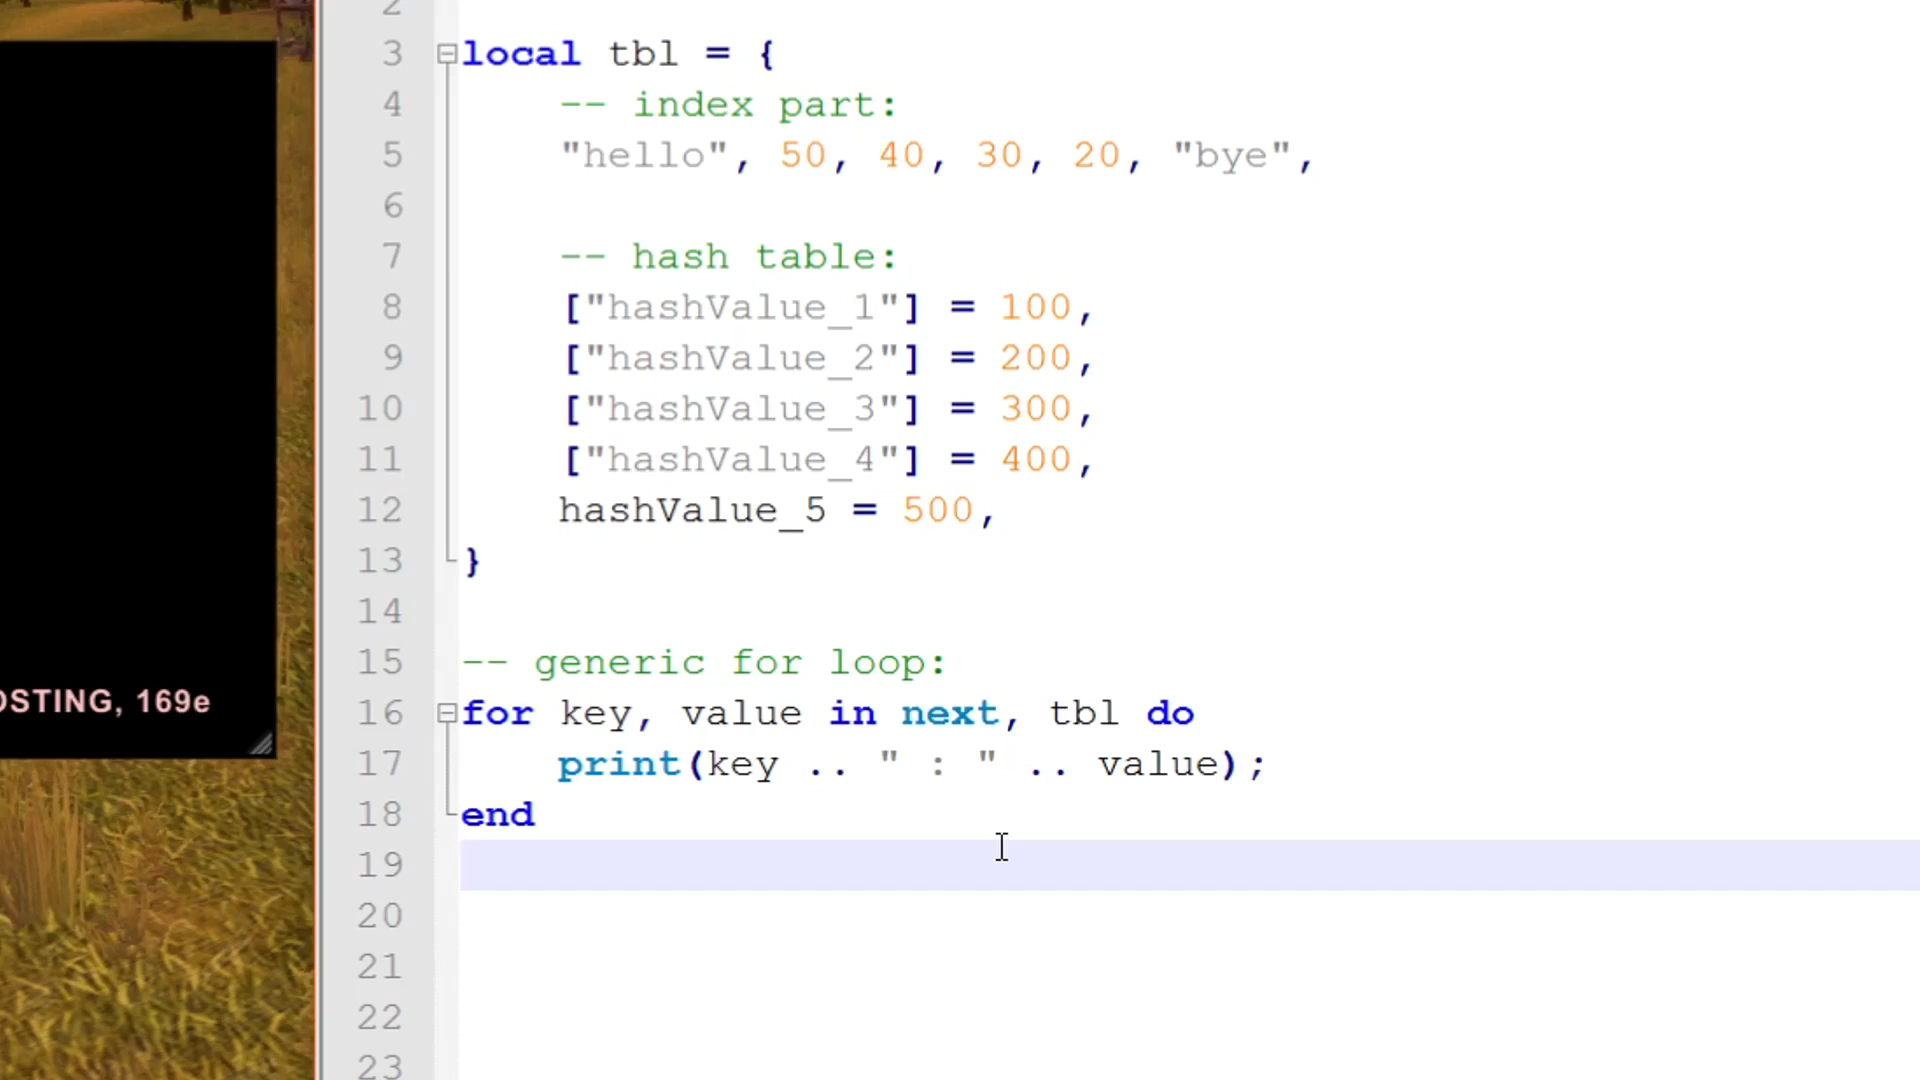 2
3 local tbl = {
4 -- index part:
5 "hello", 50, 40, 30, 20, "bye",
6
7 -- hash table:
8 ["hashValue_1"] = 100,
9 ["hashValue_2"] = 200,
10 ["hashValue_3"] = 300,
11 ["hashValue_4"] = 400,
12 hashValue_5 = 500,
13 }
14
15 -- generic for loop:
16 for key, value in next, tbl do
OSTING, 169e
17 print(key .. " : " .. value);
18 end
19
20
21
22
23